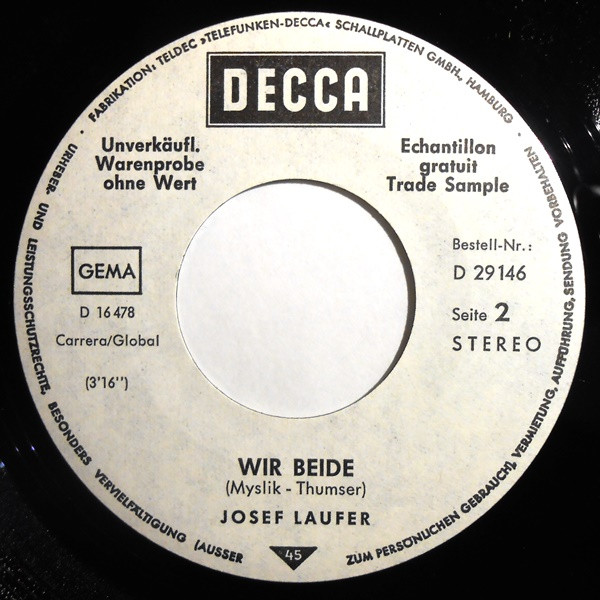 · FABRIKATION: TELDEC »TELEFUNKEN-DECCA« SCHALLPLATTEN GMBH., HAMBURG ·
DECCA
Unverkäufl.
Warenprobe
ohne Wert
Echantillon
gratuit
Trade Sample
GEMA
D 16 478
Carrera/Global
(3'16'')
Bestell-Nr.:
D 29146
Seite 2
STEREO
WIR BEIDE
(Myslik - Thumser)
JOSEF LAUFER
45
URHEBER- UND LEISTUNGSSCHUTZRECHTE, BESONDERS VERVIELFÄLTIGUNG (AUSSER ZUM PERSÖNLICHEN GEBRAUCH), VERMIETUNG, AUFFÜHRUNG, SENDUNG VORBEHALTEN